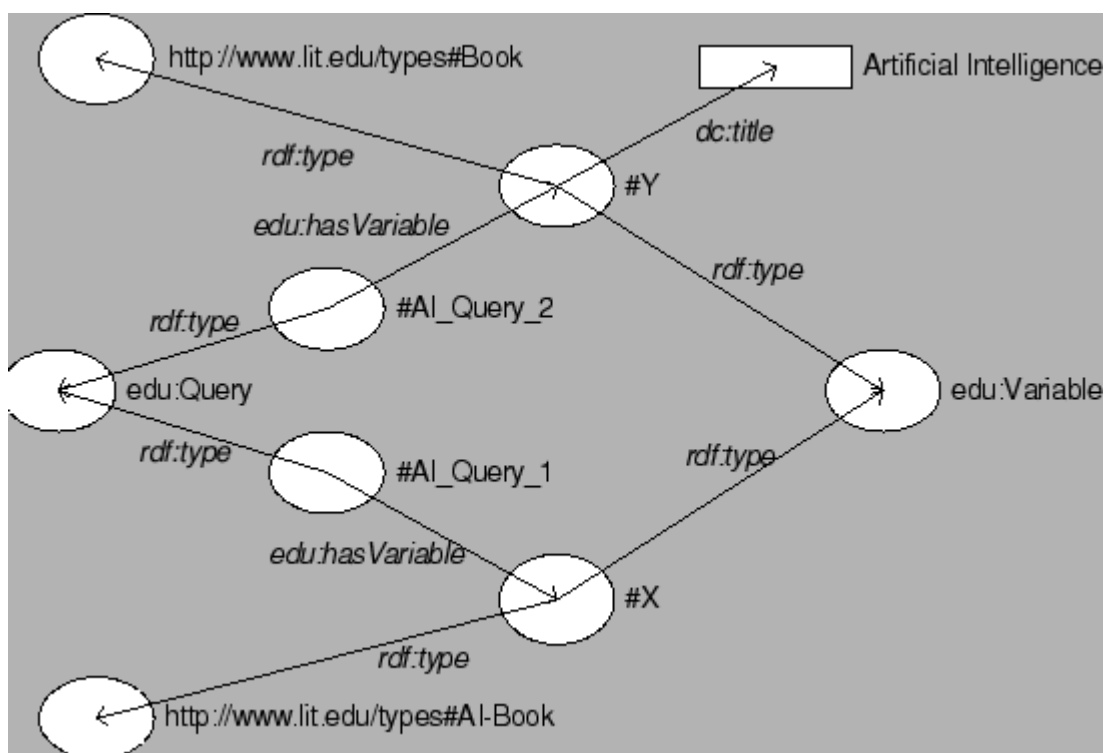 http://www.lit.edu/types#Book
Artificial Intelligence
dc:title
rdf:type
#Y
edu:hasVariable
rdf:type
#AI_Query_2
rdf:type
edu:Query
edu:Variable
rdf:type
rdf:type
#AI_Query_1
edu:hasVariable
#X
rdf:type
http://www.lit.edu/types#AI-Book